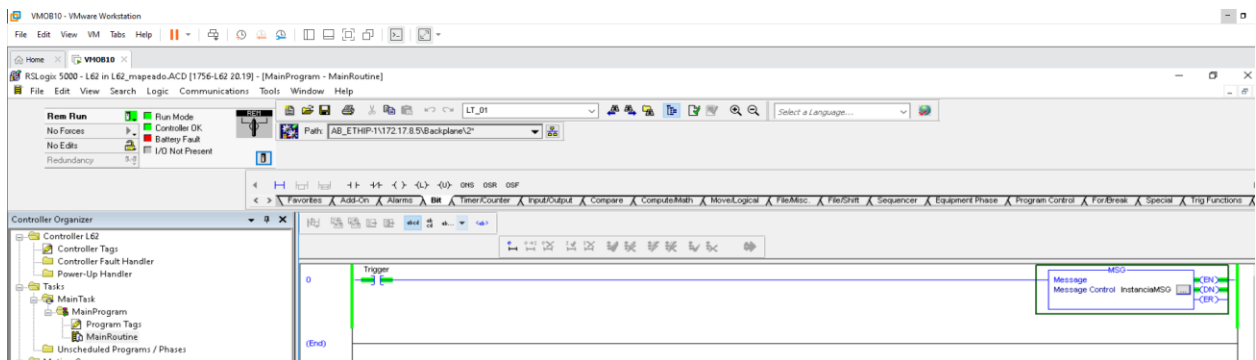 VMOB10 - VMware Workstation
File Edit View VM Tabs Help
Home VMOB10
RSLogix 5000 - L62 in L62_mapeado.ACD [1756-L62 20.19] - [MainProgram - MainRoutine]
File Edit View Search Logic Communications Tools Window Help
Rem Run
Run Mode
REM
LT_01
Select a Language...
No Forces
Controller OK
Path: AB_ETHIP-1\172.17.8.5\Backplane\2*
No Edits
Battery Fault
I/O Not Present
Redundancy
ONS OSR OSF
Favorites Add-On Alarms Bit Timer/Counter Input/Output Compare Compute/Math Move/Logical File/Misc. File/Shift Sequencer Equipment Phase Program Control For/Break Special Trig Functions
Controller Organizer
Controller L62
Controller Tags
Controller Fault Handler
Power-Up Handler
Tasks
MainTask
MainProgram
Program Tags
MainRoutine
Unscheduled Programs / Phases
0
Trigger
MSG
Message
Message Control InstanciaMSG ...
EN
DN
ER
(End)